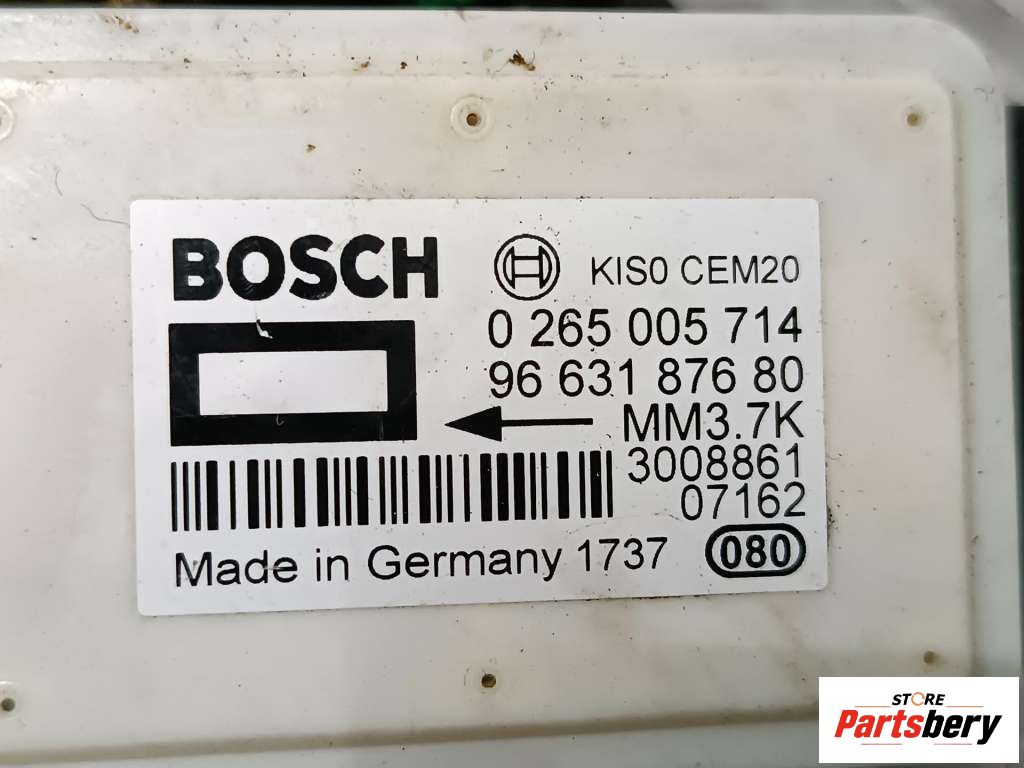 BOSCH
KIS0 CEM20
0 265 005 714
96 631 876 80
MM3.7K
3008861
07162
Made in Germany 1737
080
STORE
Partsbery